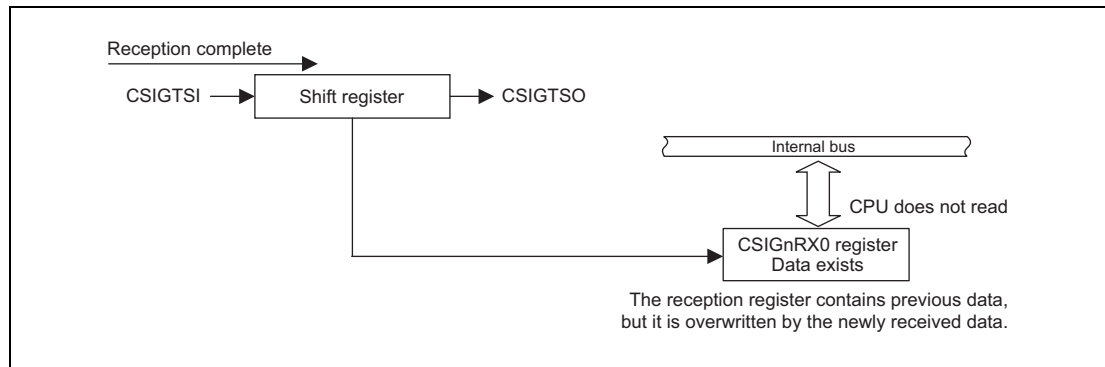 Reception complete
CSIGTSI
Shift register
CSIGTSO
Internal bus
CPU does not read
CSIGnRX0 register
Data exists
The reception register contains previous data,
but it is overwritten by the newly received data.